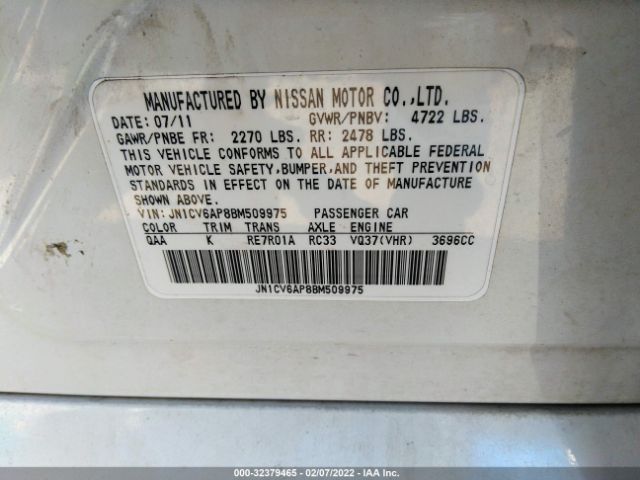 MANUFACTURED BY NISSAN MOTOR CO.,LTD.
DATE: 07/11 GVWR/PNBV: 4722 LBS.
GAWR/PNBE FR: 2270 LBS. RR: 2478 LBS.
THIS VEHICLE CONFORMS TO ALL APPLICABLE FEDERAL
MOTOR VEHICLE SAFETY,BUMPER,AND THEFT PREVENTION
STANDARDS IN EFFECT ON THE DATE OF MANUFACTURE
SHOWN ABOVE.
VIN: JN1CV6AP8BM509975 PASSENGER CAR
COLOR TRIM TRANS AXLE ENGINE
QAA K RE7R01A RC33 VQ37(VHR) 3696CC
JN1CV6AP8BM509975
000-32379465 - 02/07/2022 - IAA Inc.